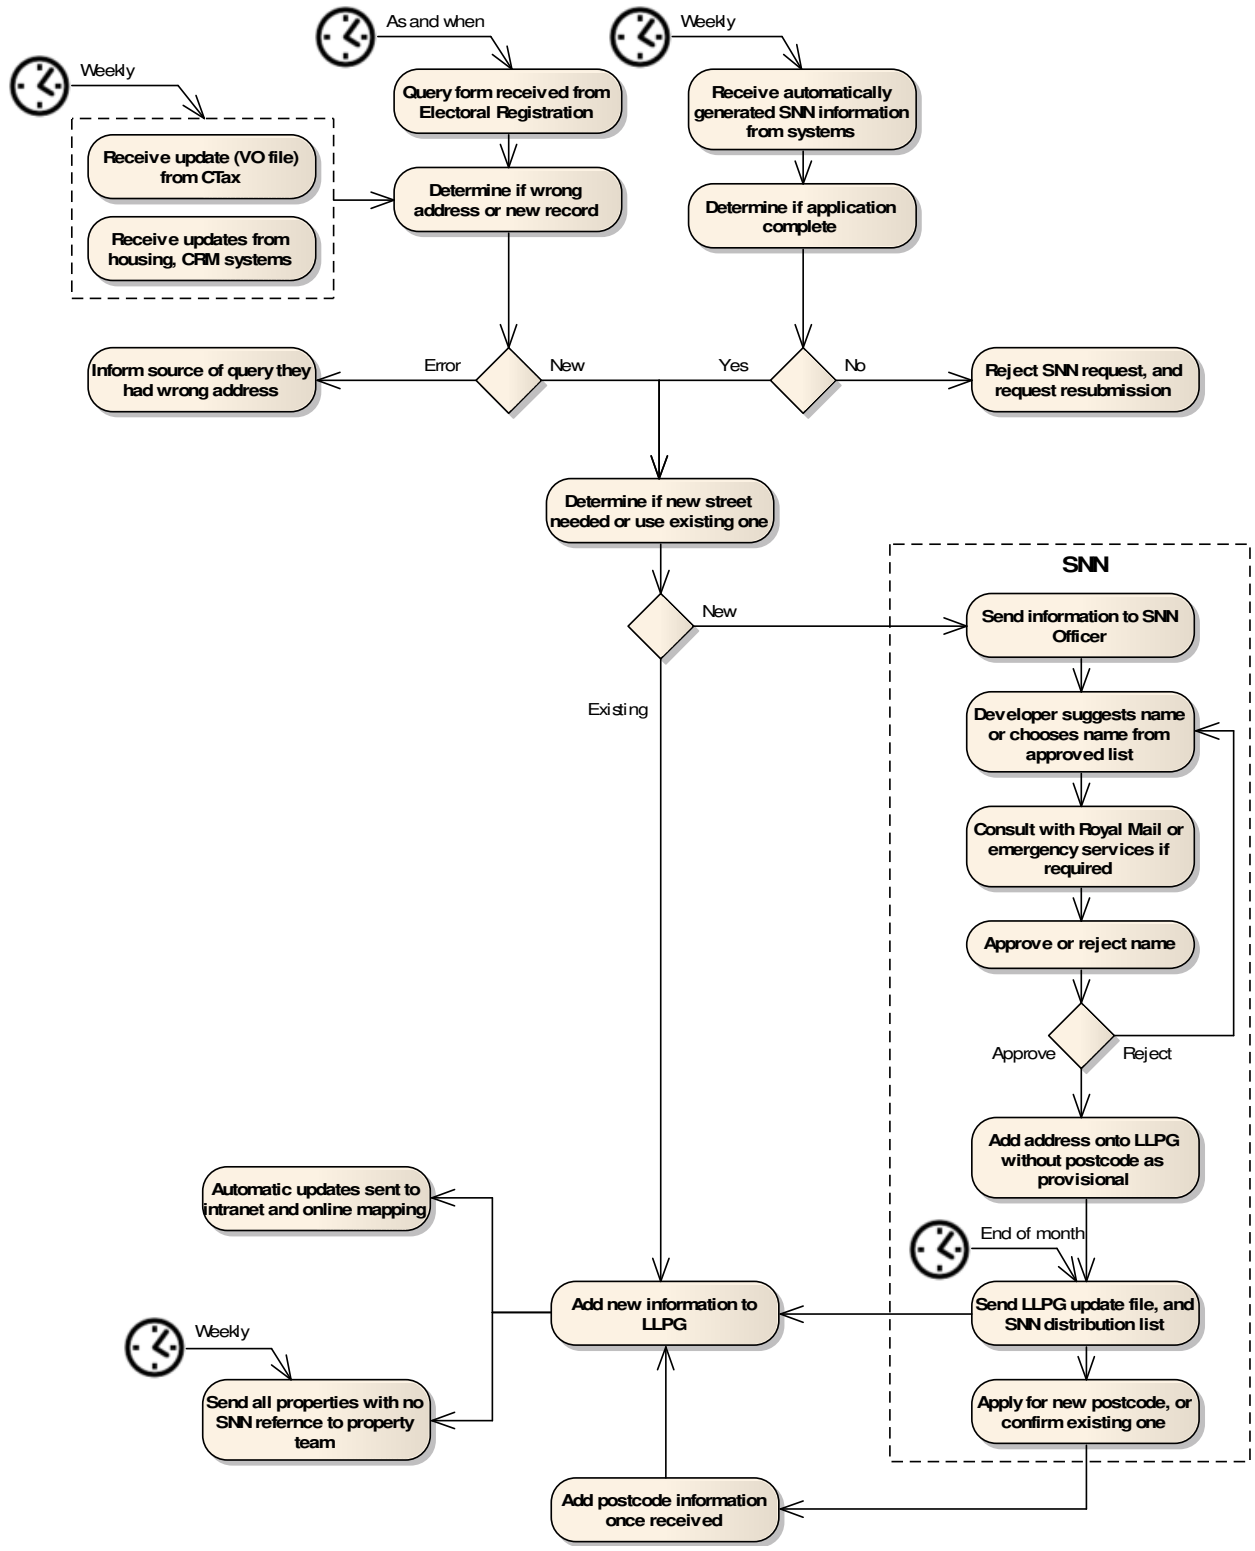 As and when
Weekly
Weekly
Query form received from
Electoral Registration
Receive automatically
generated SNN information
from systems
Receive update (VO file)
from CTax
Determine if wrong
address or new record
Determine if application
complete
Receive updates from
housing, CRM systems
Error
New
Yes
No
Inform source of query they
had wrong address
Reject SNN request, and
request resubmission
Determine if new street
needed or use existing one
SNN
New
Send information to SNN
Officer
Existing
Developer suggests name
or chooses name from
approved list
Consult with Royal Mail or
emergency services if
required
Approve or reject name
Approve
Reject
Add address onto LLPG
without postcode as
provisional
Automatic updates sent to
intranet and online mapping
End of month
Add new information to
LLPG
Send LLPG update file, and
SNN distribution list
Weekly
Send all properties with no
SNN refernce to property
team
Apply for new postcode, or
confirm existing one
Add postcode information
once received